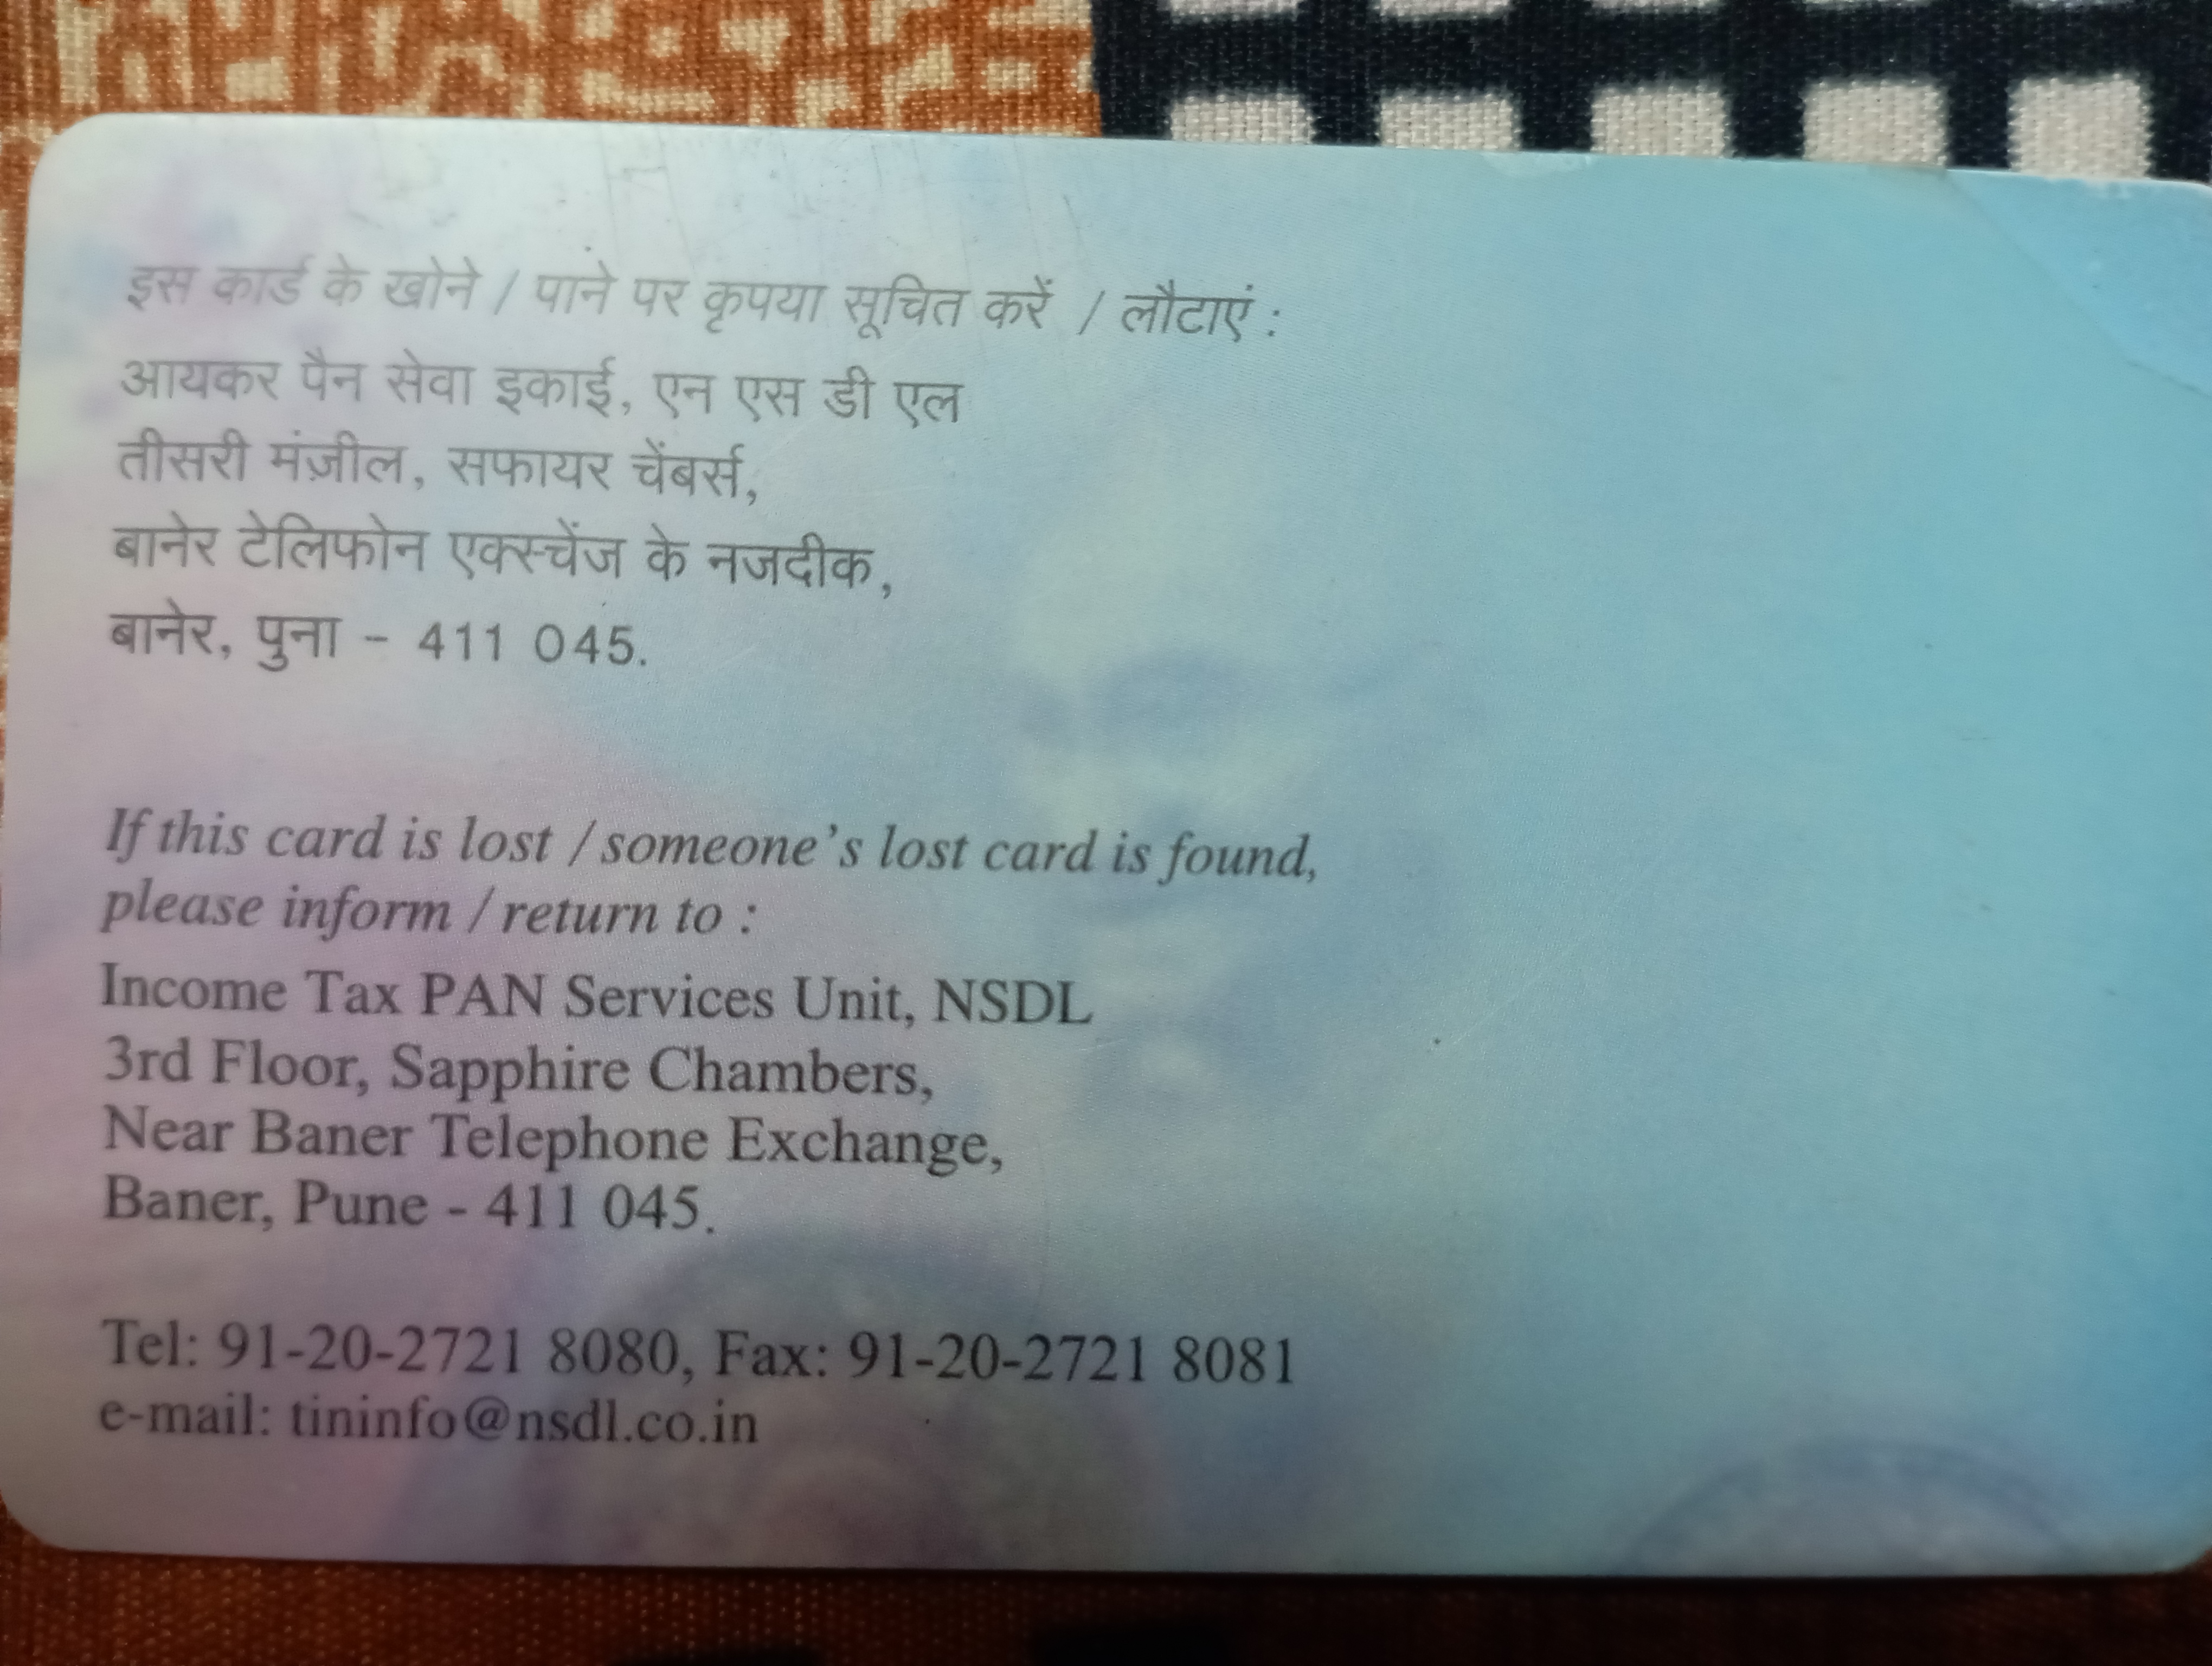 इस कार्ड के खोने / पाने पर कृपया सूचित करें / लौटाएं :
आयकर पैन सेवा इकाई, एन एस डी एल
तीसरी मंज़ील, सफायर चेंबर्स,
बानेर टेलिफोन एक्स्चेंज के नजदीक,
बानेर, पुना - 411 045.
If this card is lost / someone's lost card is found,
please inform / return to :
Income Tax PAN Services Unit, NSDL
3rd Floor, Sapphire Chambers,
Near Baner Telephone Exchange,
Baner, Pune - 411 045.
Tel: 91-20-2721 8080, Fax: 91-20-2721 8081
e-mail: tininfo@nsdl.co.in